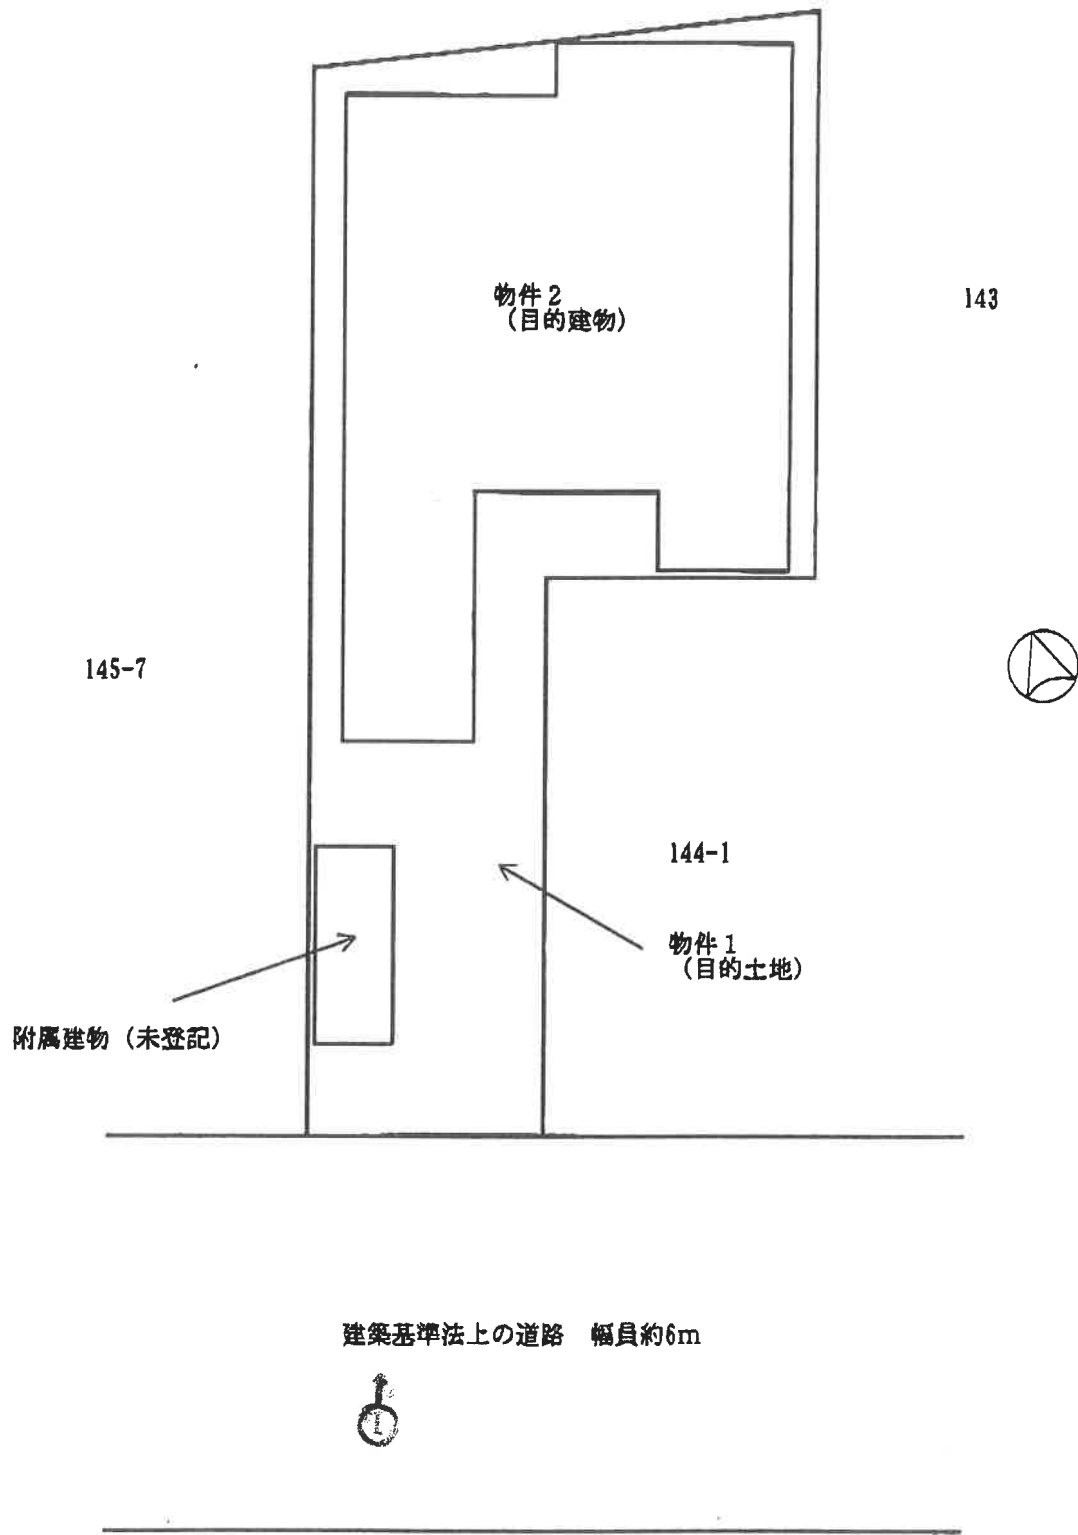 物件2
（目的建物）
143
145-7
144-1
物件1
（目的土地）
附属建物（未登記）
建築基準法上の道路　幅員約6m
①